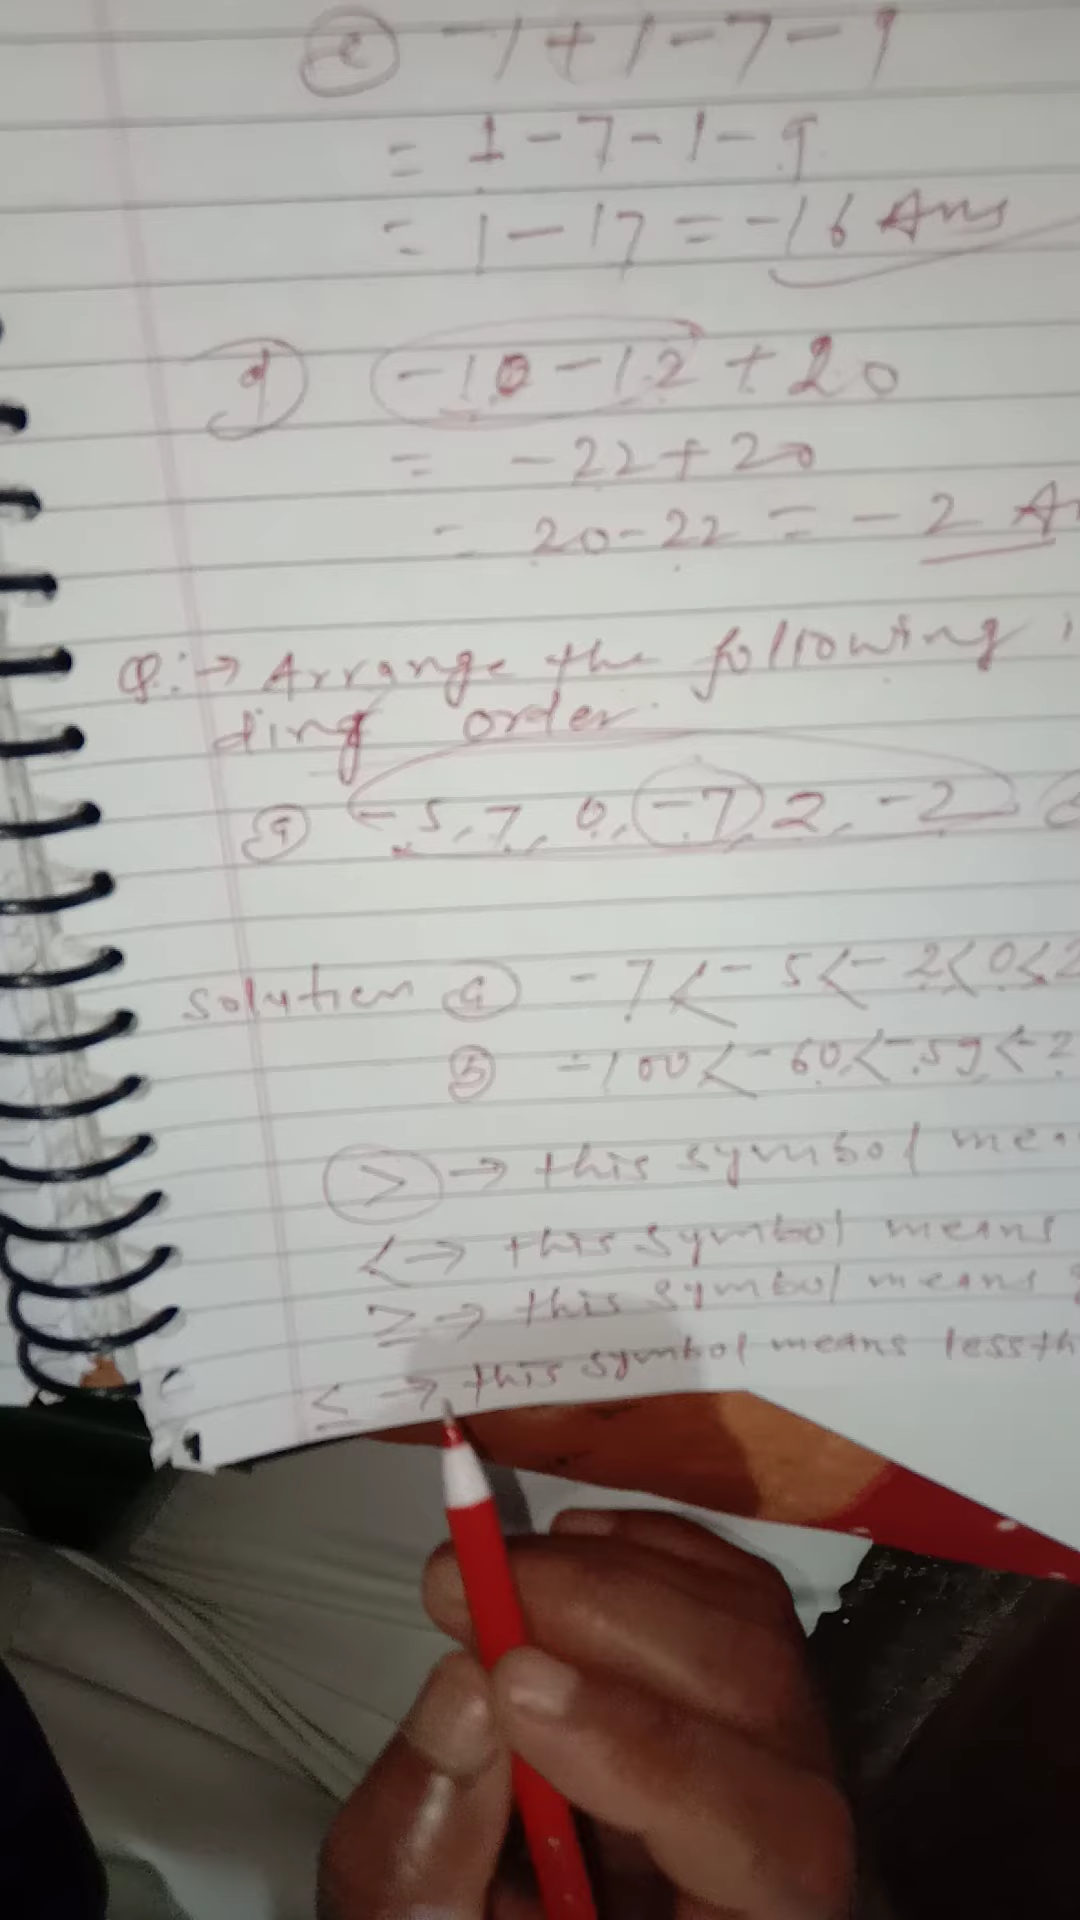 (e) -1+1-7-9
= 1-7-1-9
= 1-17 = -16 Ans
(d) -10-12+20
= -22+20
= 20-22 = -2
Q:→ Arrange the following
ding order.
(a) -5, 7, 0, -7, 2, -2
Solution (a) -7<-5<-2<0<2
(b) -100<-60<-59<-2
> → this symbol
< → this symbol means
≥ → this symbol means
≤ → this symbol means less th